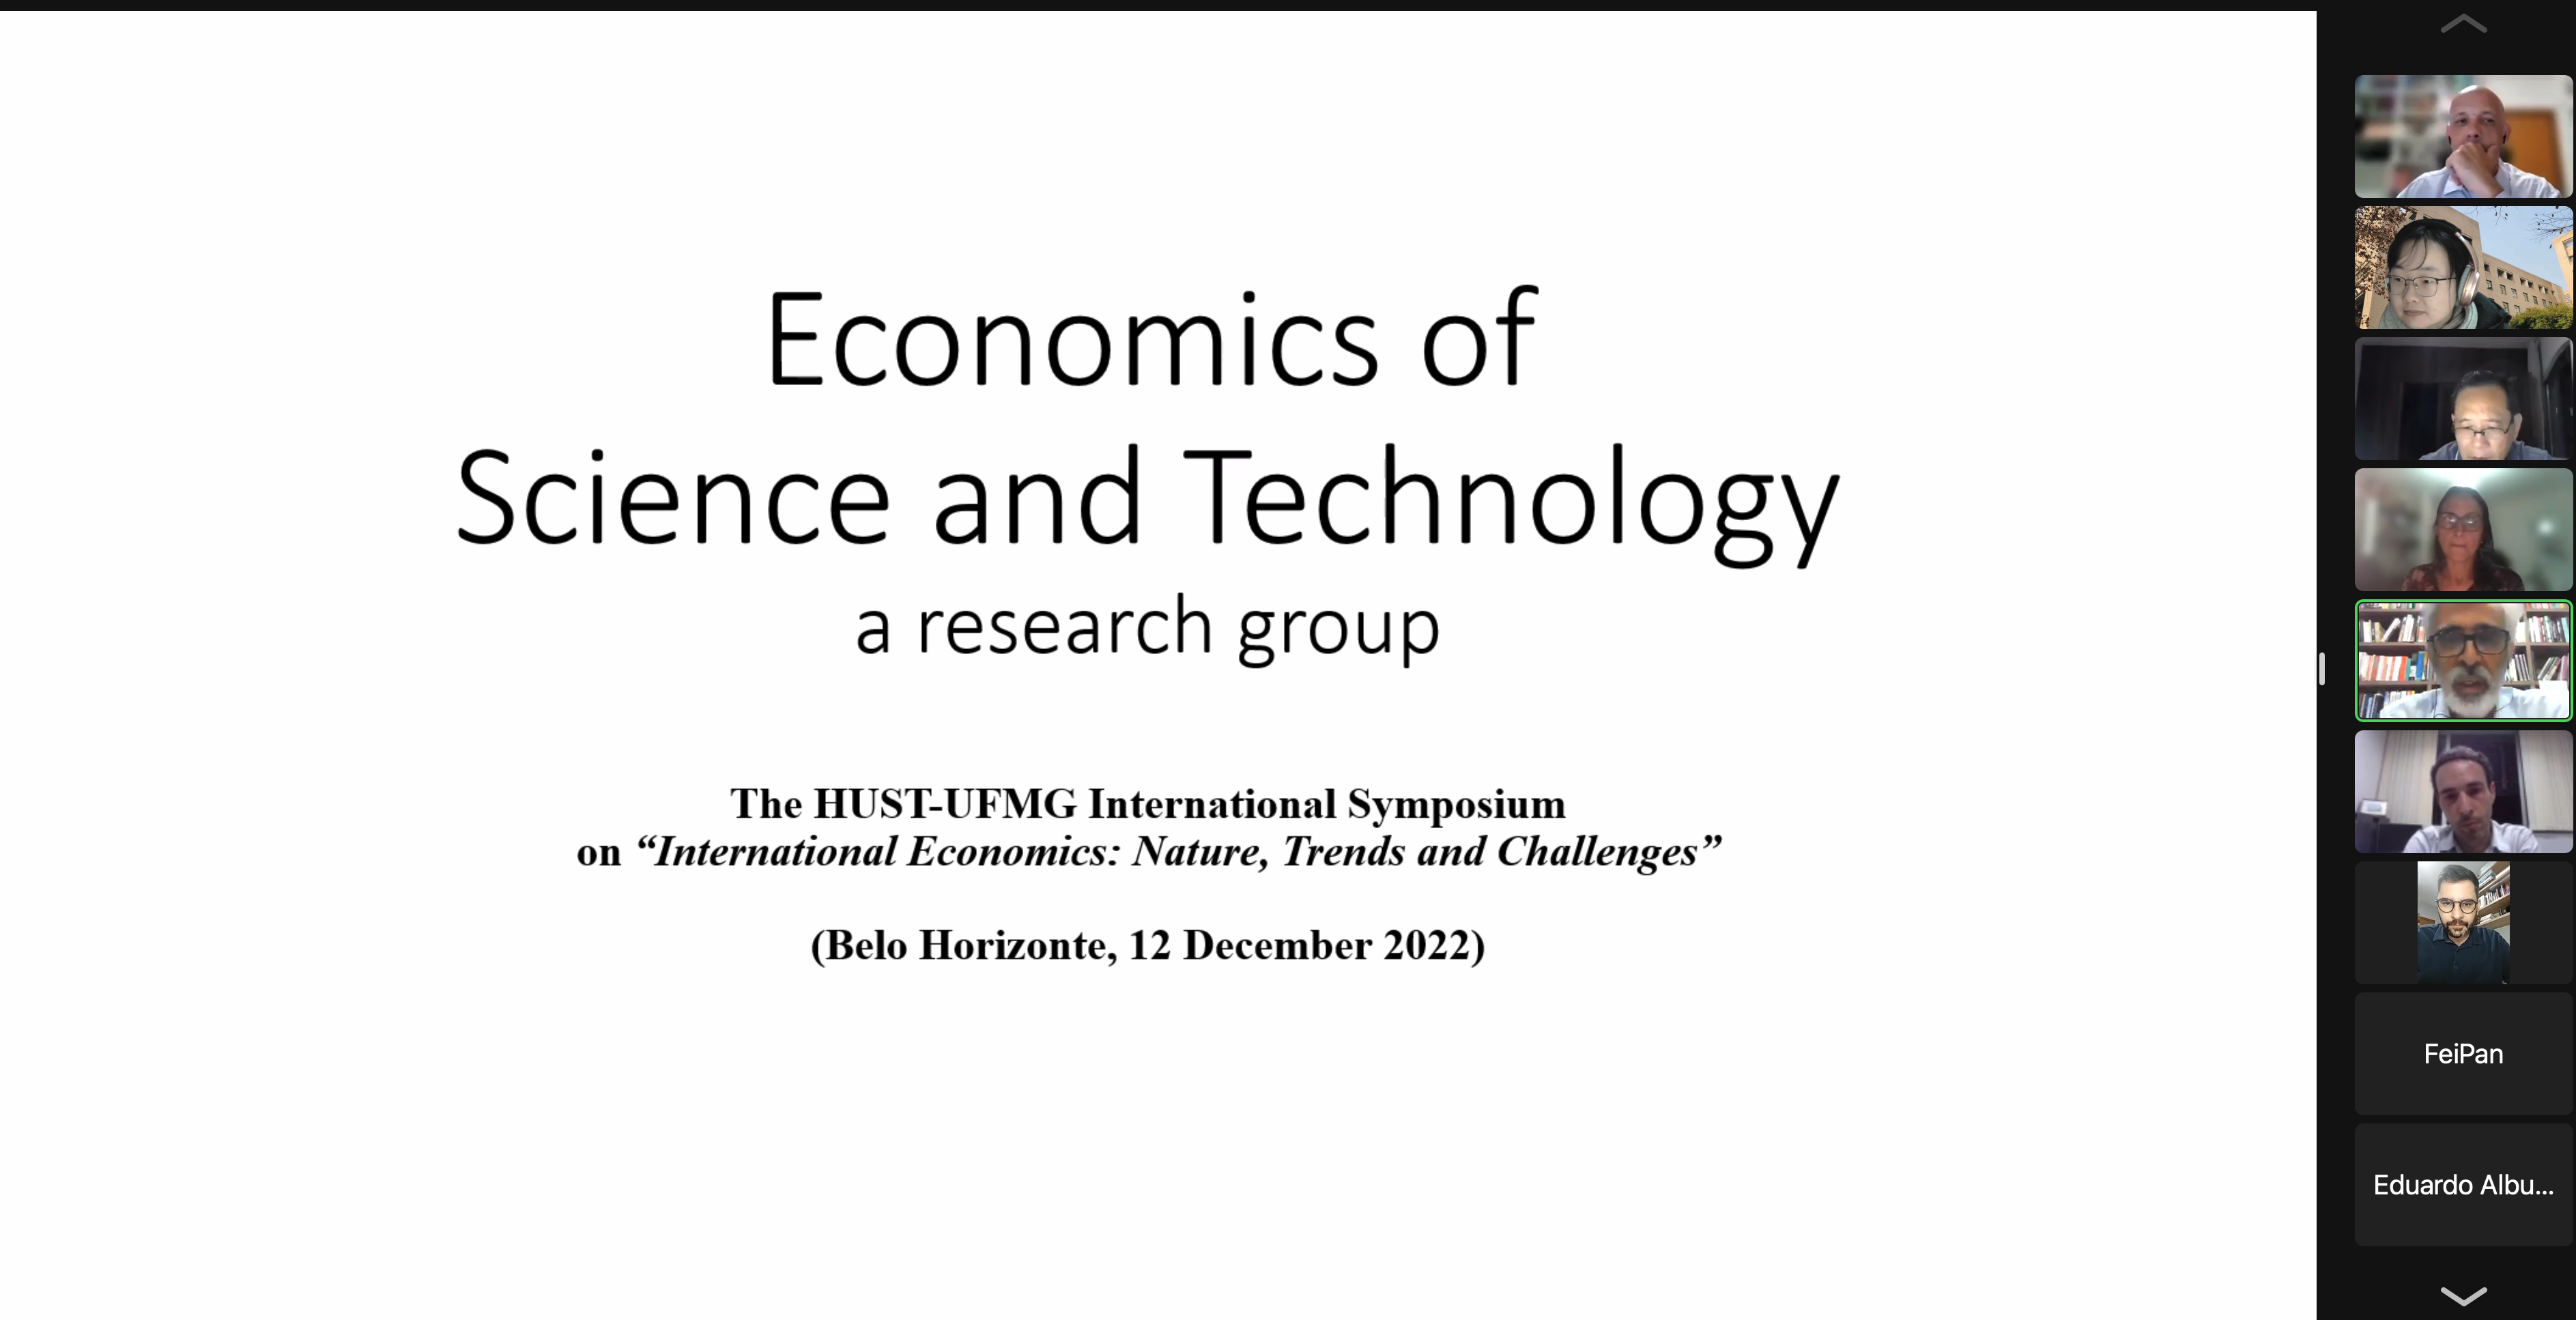 Economics of
Science and Technology
a research group
The HUST-UFMG International Symposium
on “International Economics: Nature, Trends and Challenges”
(Belo Horizonte, 12 December 2022)
FeiPan
Eduardo Albu...